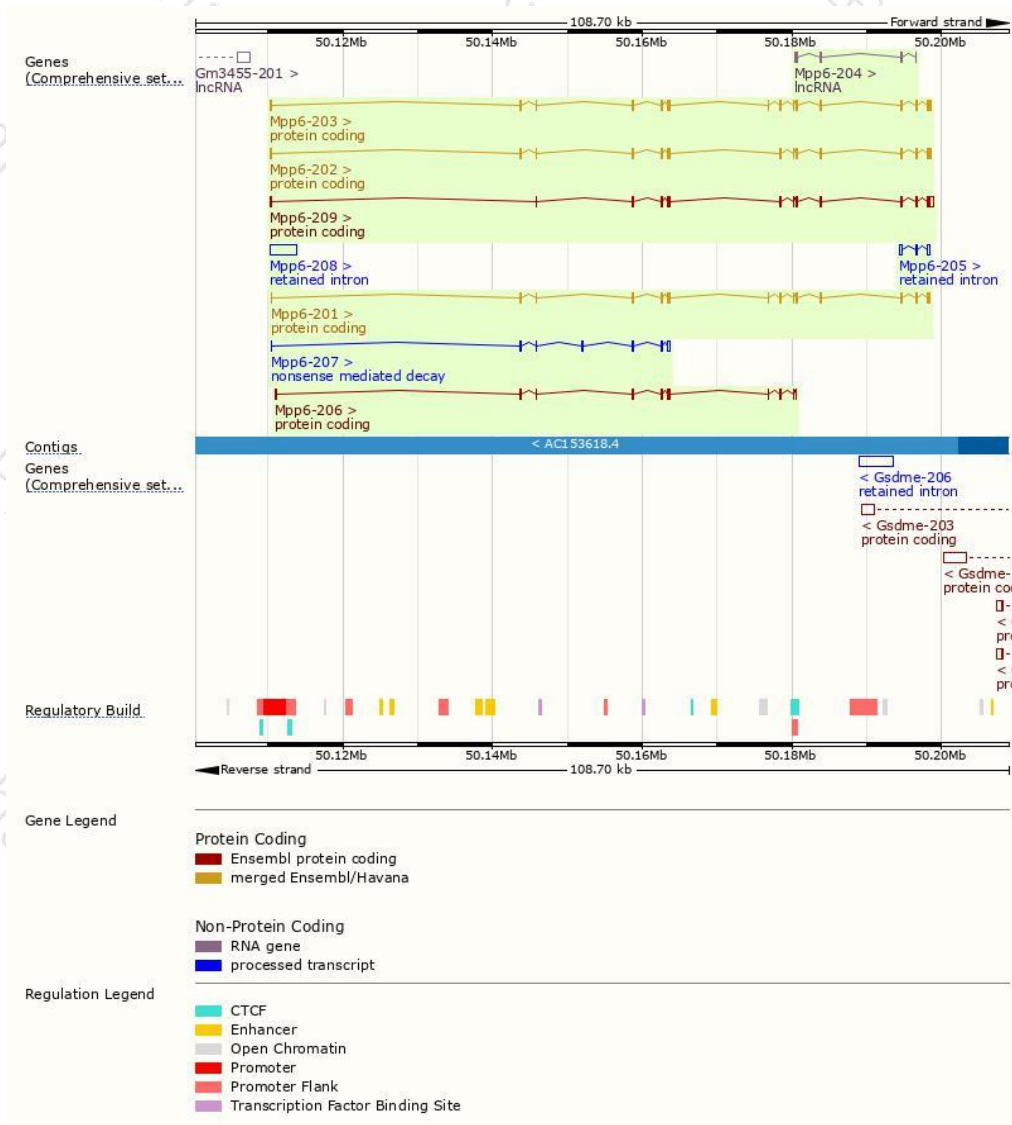 108.70 kb Forward strand
50.12Mb 50.14Mb 50.16Mb 50.18Mb 50.20Mb
Genes
(Comprehensive set...
Gm3455-201 >
lncRNA
Mpp6-204 >
lncRNA
Mpp6-203 >
protein coding
Mpp6-202 >
protein coding
Mpp6-209 >
protein coding
Mpp6-208 >
retained intron
Mpp6-205 >
retained intron
Mpp6-201 >
protein coding
Mpp6-207 >
nonsense mediated decay
Mpp6-206 >
protein coding
Contigs
< AC153618.4
Genes
(Comprehensive set...
< Gsdme-206
retained intron
< Gsdme-203
protein coding
< Gsdme-
protein co
<
pr
<
pr
Regulatory Build
50.12Mb 50.14Mb 50.16Mb 50.18Mb 50.20Mb
Reverse strand 108.70 kb
Gene Legend
Protein Coding
Ensembl protein coding
merged Ensembl/Havana
Non-Protein Coding
RNA gene
processed transcript
Regulation Legend
CTCF
Enhancer
Open Chromatin
Promoter
Promoter Flank
Transcription Factor Binding Site